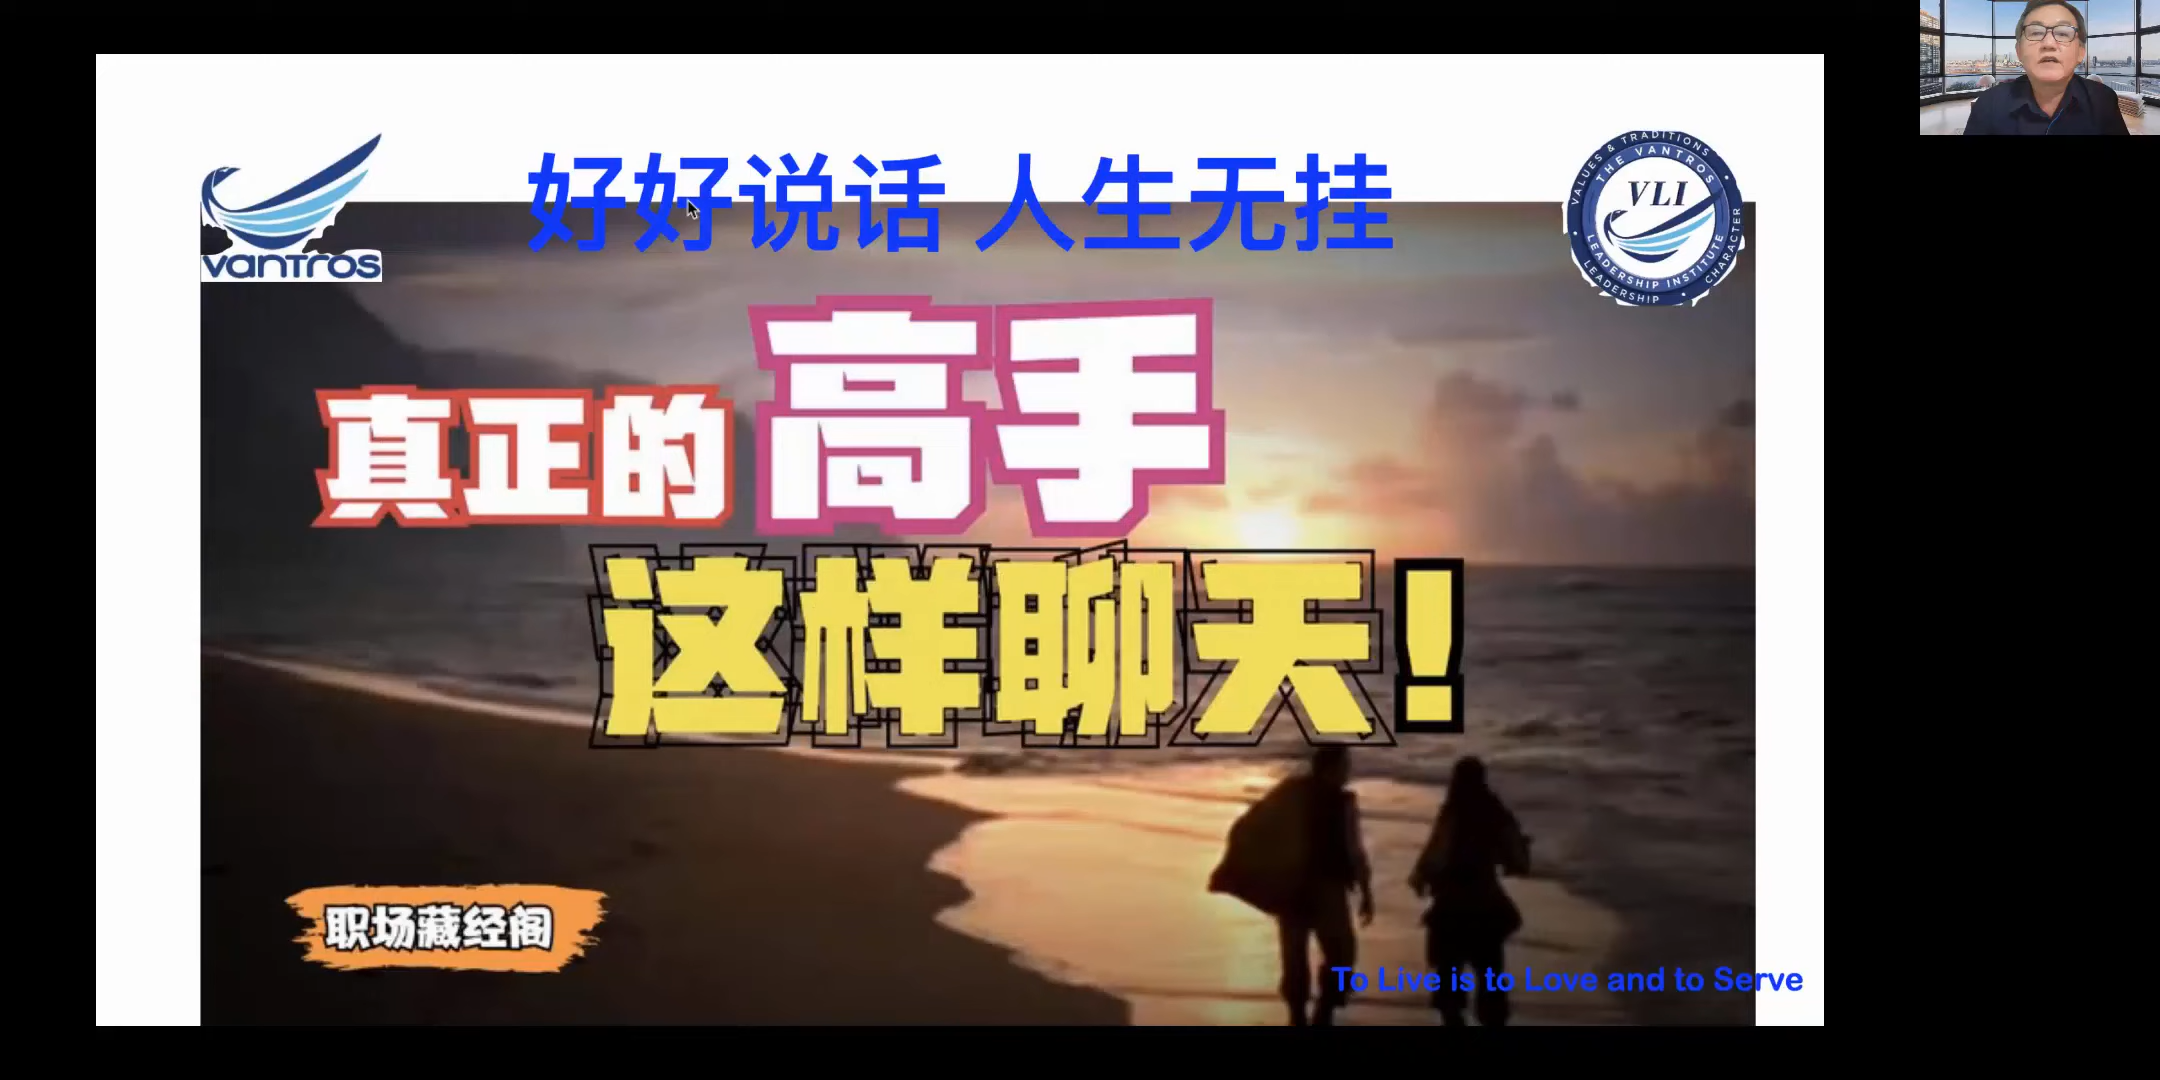 好好说话 人生无挂
vantros
VALUES & TRADITIONS • CHARACTER • LEADERSHIP •
THE VANTROS LEADERSHIP INSTITUTE
VLI
真正的高手
这样聊天!
职场藏经阁
To Live is to Love and to Serve